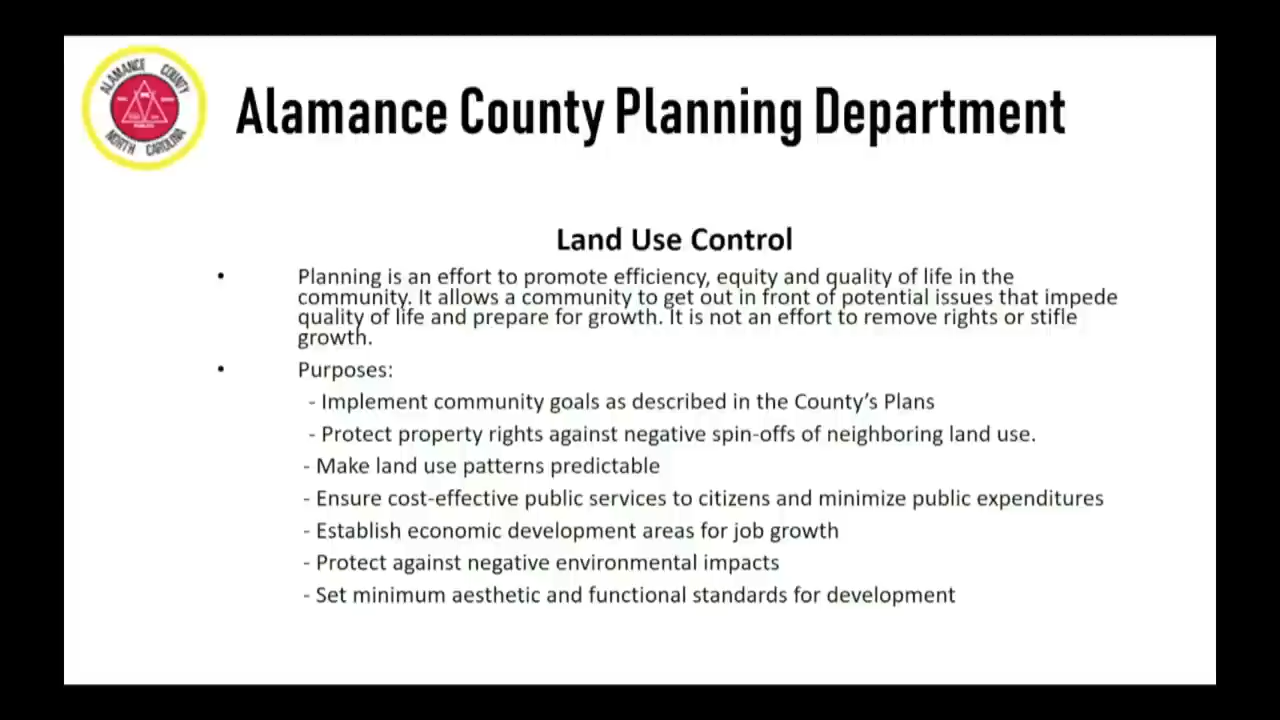 ALAMANCE COUNTY
NORTH CAROLINA
Alamance County Planning Department
Land Use Control
• Planning is an effort to promote efficiency, equity and quality of life in the
community. It allows a community to get out in front of potential issues that impede
quality of life and prepare for growth. It is not an effort to remove rights or stifle
growth.
• Purposes:
- Implement community goals as described in the County’s Plans
- Protect property rights against negative spin-offs of neighboring land use.
- Make land use patterns predictable
- Ensure cost-effective public services to citizens and minimize public expenditures
- Establish economic development areas for job growth
- Protect against negative environmental impacts
- Set minimum aesthetic and functional standards for development